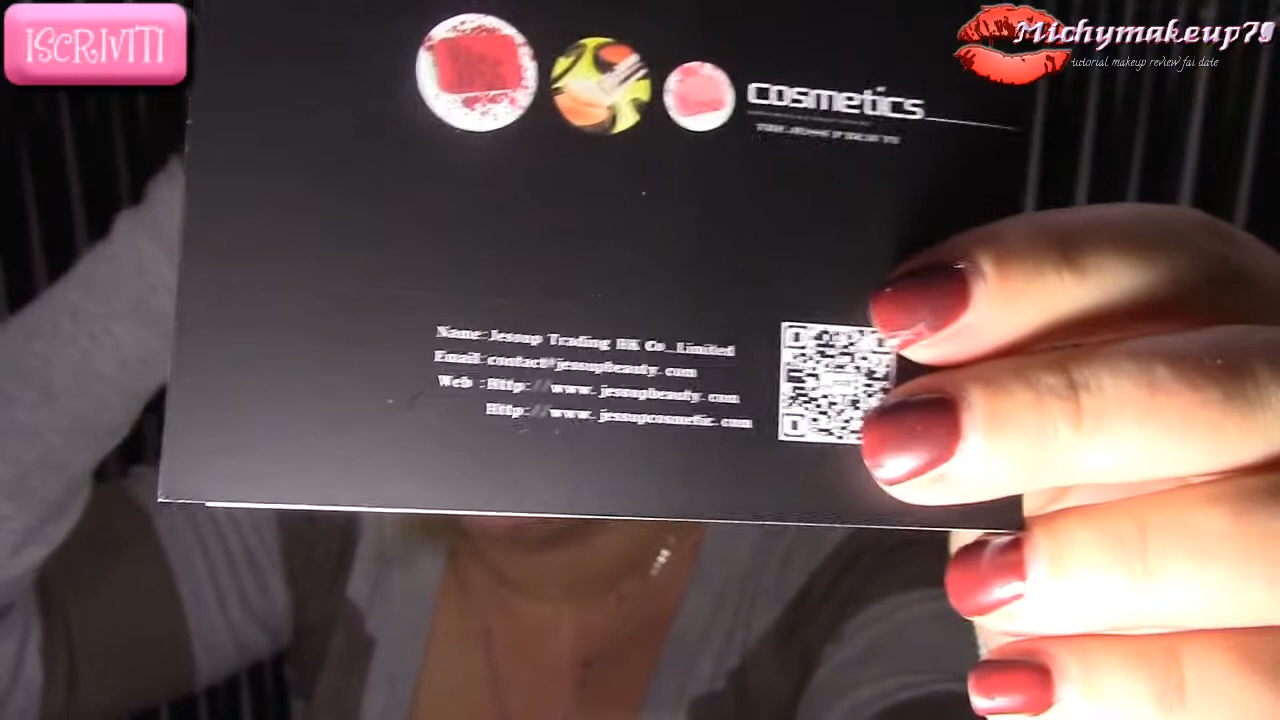 ISCRIVITI
Michymakeup79
tutorial makeup review fai date
cosmetics
Name:Jessup Trading HK Co.,Limited
Email:contact@jessupbeauty.com
Web :Http://www.jessupbeauty.com
Http://www.jessupcosmetic.com